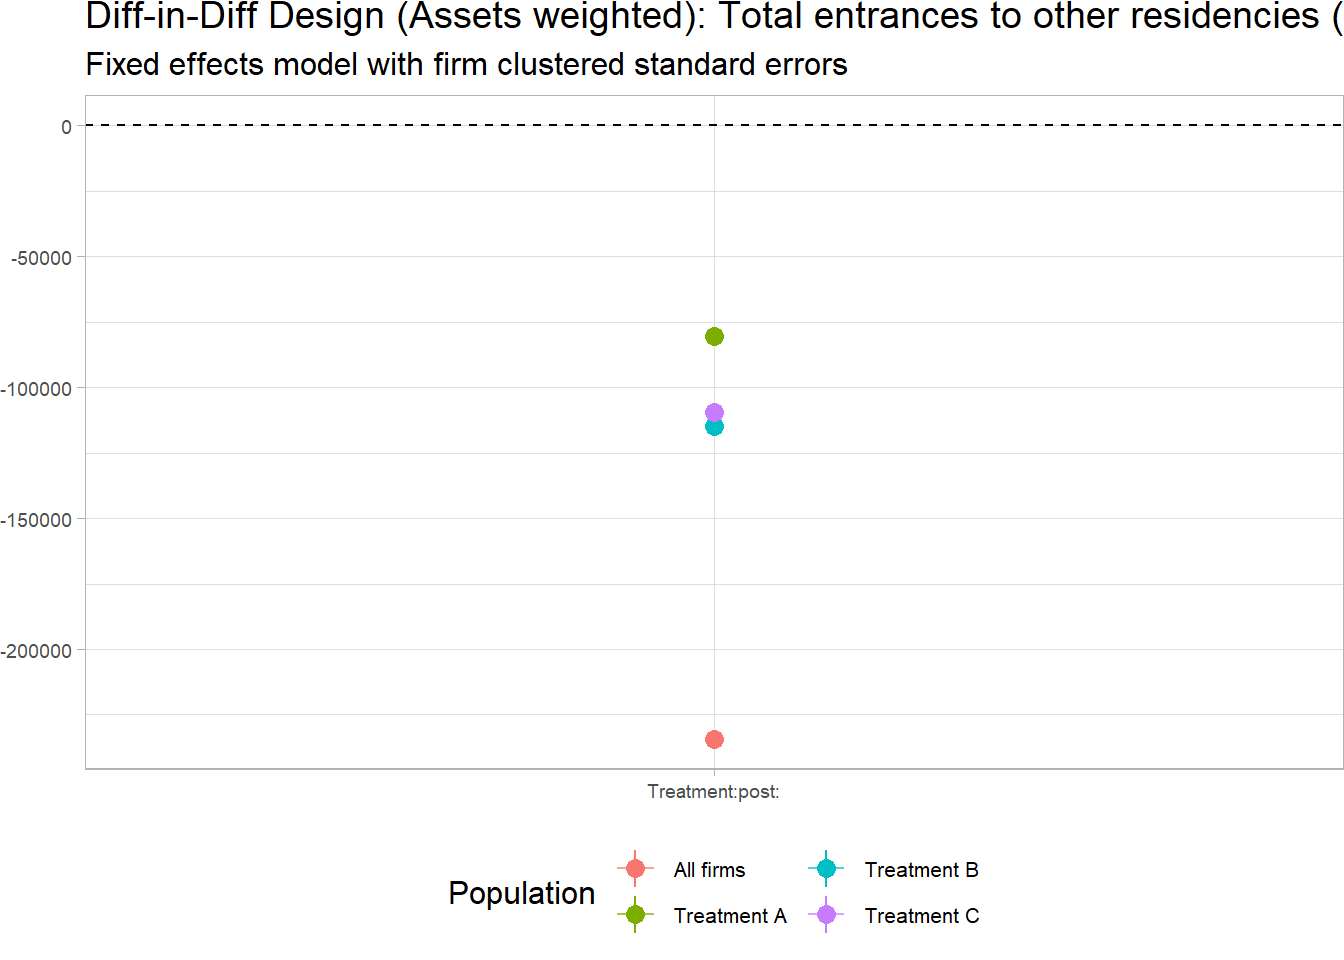 Diff-in-Diff Design (Assets weighted): Total entrances to other residencies (
Fixed effects model with firm clustered standard errors
0
-50000
-100000
-150000
-200000
Treatment:post:
Population
All firms
Treatment B
Treatment A
Treatment C